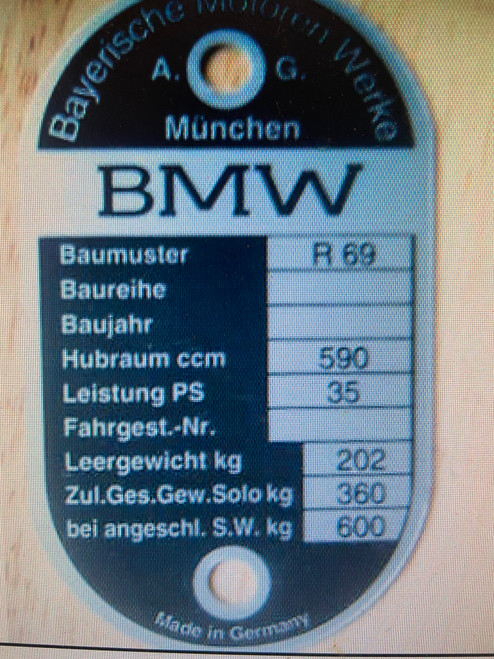 Bayerische Motoren Werke
A. G.
München
BMW
Baumuster R 69
Baureihe
Baujahr
Hubraum ccm 590
Leistung PS 35
Fahrgest.-Nr.
Leergewicht kg 202
Zul.Ges.Gew.Solo kg 360
bei angeschl. S.W. kg 600
Made in Germany